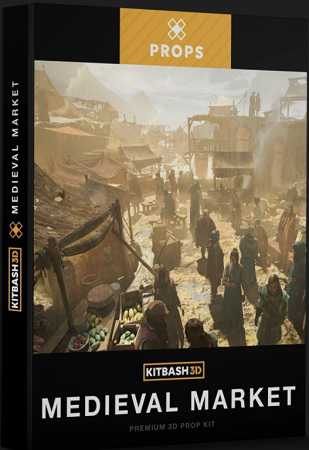 PROPS
MEDIEVAL MARKET
KITBASH3D
KITBASH3D
MEDIEVAL MARKET
PREMIUM 3D PROP KIT